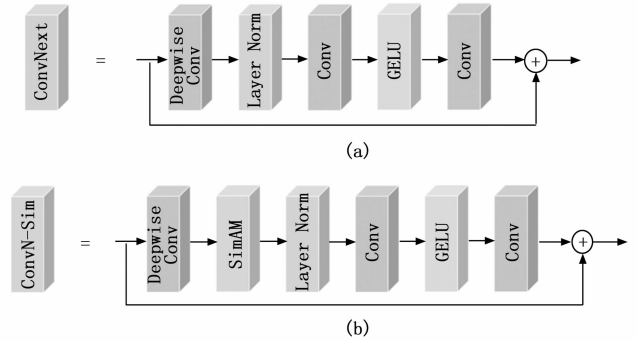 ConvNext
=
Deepwise
Conv
Layer Norm
Conv
GELU
Conv
+
(a)
ConvN-Sim
=
Deepwise
Conv
SimAM
Layer Norm
Conv
GELU
Conv
+
(b)